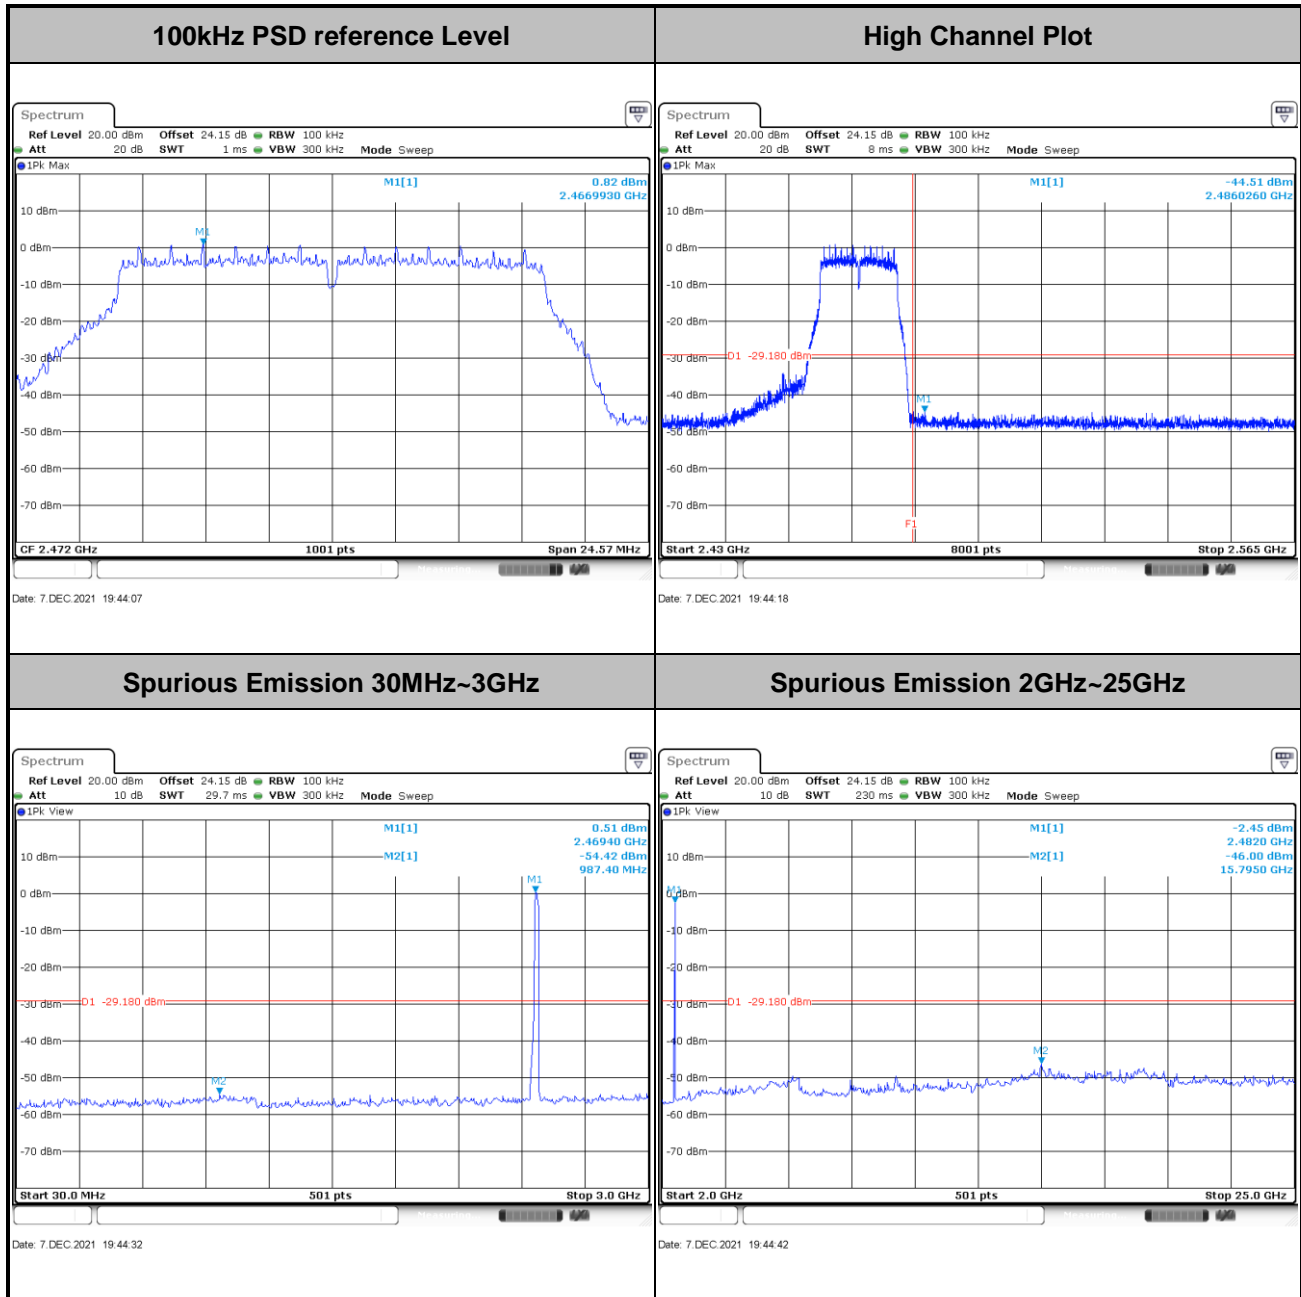 100kHz PSD reference Level
High Channel Plot
Spectrum
Ref Level 20.00 dBm Offset 24.15 dB RBW 100 kHz
Att 20 dB SWT 1 ms VBW 300 kHz Mode Sweep
1Pk Max
M1[1] 0.82 dBm
2.4669930 GHz
10 dBm
M1
0 dBm
-10 dBm
-20 dBm
-30 dBm
-40 dBm
-50 dBm
-60 dBm
-70 dBm
CF 2.472 GHz 1001 pts Span 24.57 MHz
Date: 7.DEC.2021 19:44:07
Spectrum
Ref Level 20.00 dBm Offset 24.15 dB RBW 100 kHz
Att 20 dB SWT 8 ms VBW 300 kHz Mode Sweep
1Pk Max
M1[1] -44.51 dBm
2.4860260 GHz
10 dBm
0 dBm
-10 dBm
-20 dBm
D1 -29.180 dBm
-30 dBm
-40 dBm
M1
-50 dBm
-60 dBm
-70 dBm
F1
Start 2.43 GHz 8001 pts Stop 2.565 GHz
Date: 7.DEC.2021 19:44:18
Spurious Emission 30MHz~3GHz
Spurious Emission 2GHz~25GHz
Spectrum
Ref Level 20.00 dBm Offset 24.15 dB RBW 100 kHz
Att 10 dB SWT 29.7 ms VBW 300 kHz Mode Sweep
1Pk View
M1[1] 0.51 dBm
2.46940 GHz
M2[1] -54.42 dBm
987.40 MHz
10 dBm
M1
0 dBm
-10 dBm
-20 dBm
D1 -29.180 dBm
-30 dBm
-40 dBm
-50 dBm
M2
-60 dBm
-70 dBm
Start 30.0 MHz 501 pts Stop 3.0 GHz
Date: 7.DEC.2021 19:44:32
Spectrum
Ref Level 20.00 dBm Offset 24.15 dB RBW 100 kHz
Att 10 dB SWT 230 ms VBW 300 kHz Mode Sweep
1Pk View
M1[1] -2.45 dBm
2.4820 GHz
M2[1] -46.00 dBm
15.7950 GHz
10 dBm
M1
0 dBm
-10 dBm
-20 dBm
D1 -29.180 dBm
-30 dBm
-40 dBm
M2
-50 dBm
-60 dBm
-70 dBm
Start 2.0 GHz 501 pts Stop 25.0 GHz
Date: 7.DEC.2021 19:44:42